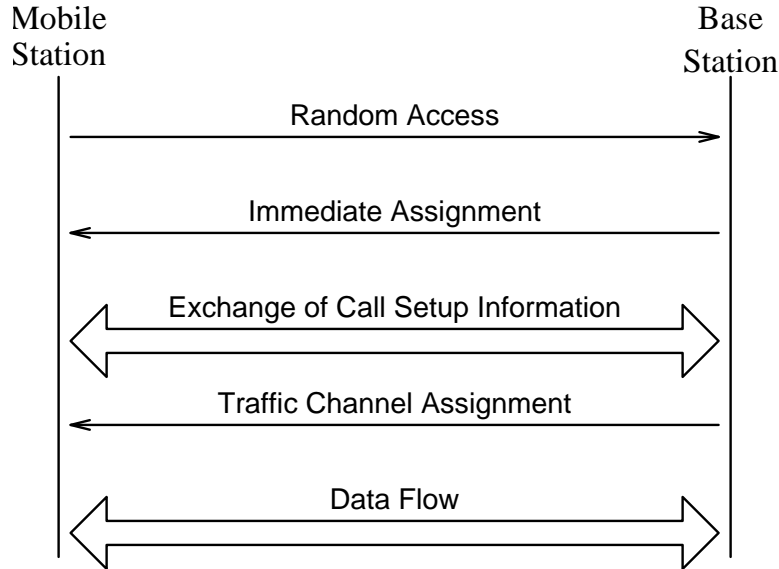 Mobile
Station
Base
Station
Random Access
Immediate Assignment
Exchange of Call Setup Information
Traffic Channel Assignment
Data Flow